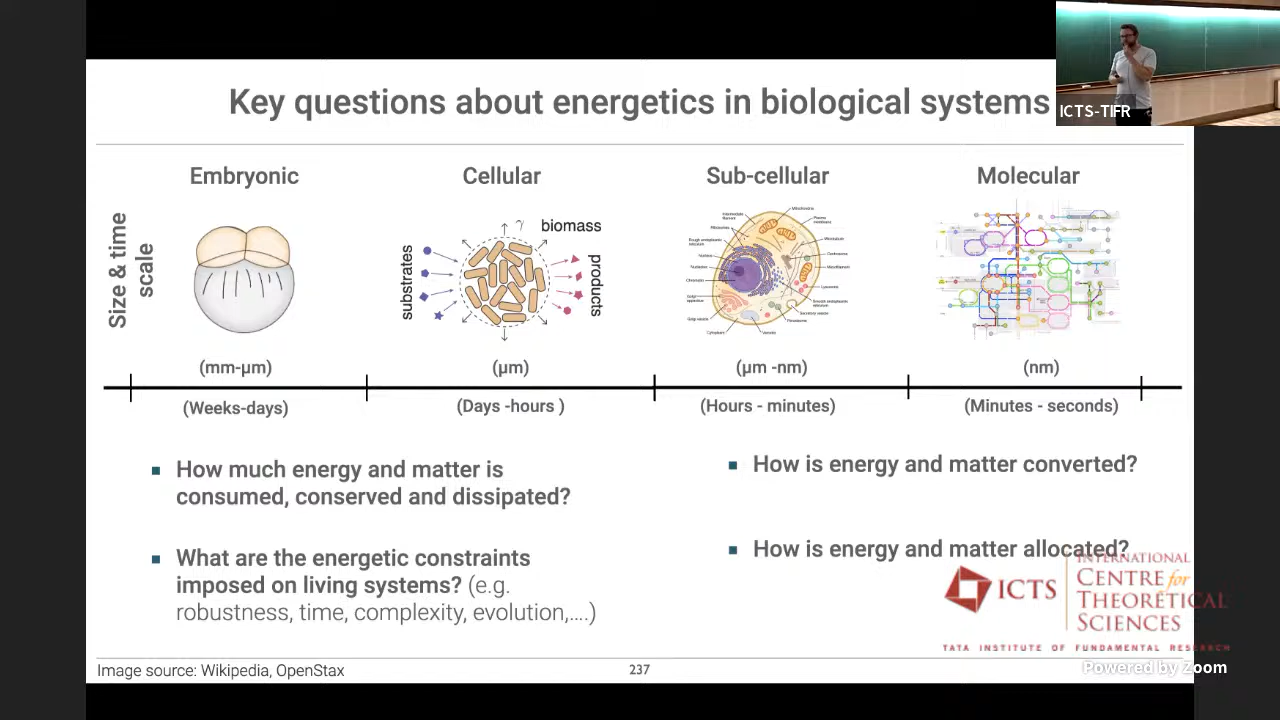 Key questions about energetics in biological systems
ICTS-TIFR
Embryonic
Cellular
Sub-cellular
Molecular
Size & time
scale
substrates
γ
biomass
products
Mitochondria
Plasma
membrane
(mm-μm)
(μm)
(μm -nm)
(nm)
(Weeks-days)
(Days -hours )
(Hours - minutes)
(Minutes - seconds)
▪ How much energy and matter is
consumed, conserved and dissipated?
▪ What are the energetic constraints
imposed on living systems? (e.g.
robustness, time, complexity, evolution,....)
▪ How is energy and matter converted?
▪ How is energy and matter allocated?
ICTS
INTERNATIONAL
CENTRE for
THEORETICAL
SCIENCES
TATA INSTITUTE OF FUNDAMENTAL RESEARCH
Image source: Wikipedia, OpenStax
237
Powered by Zoom